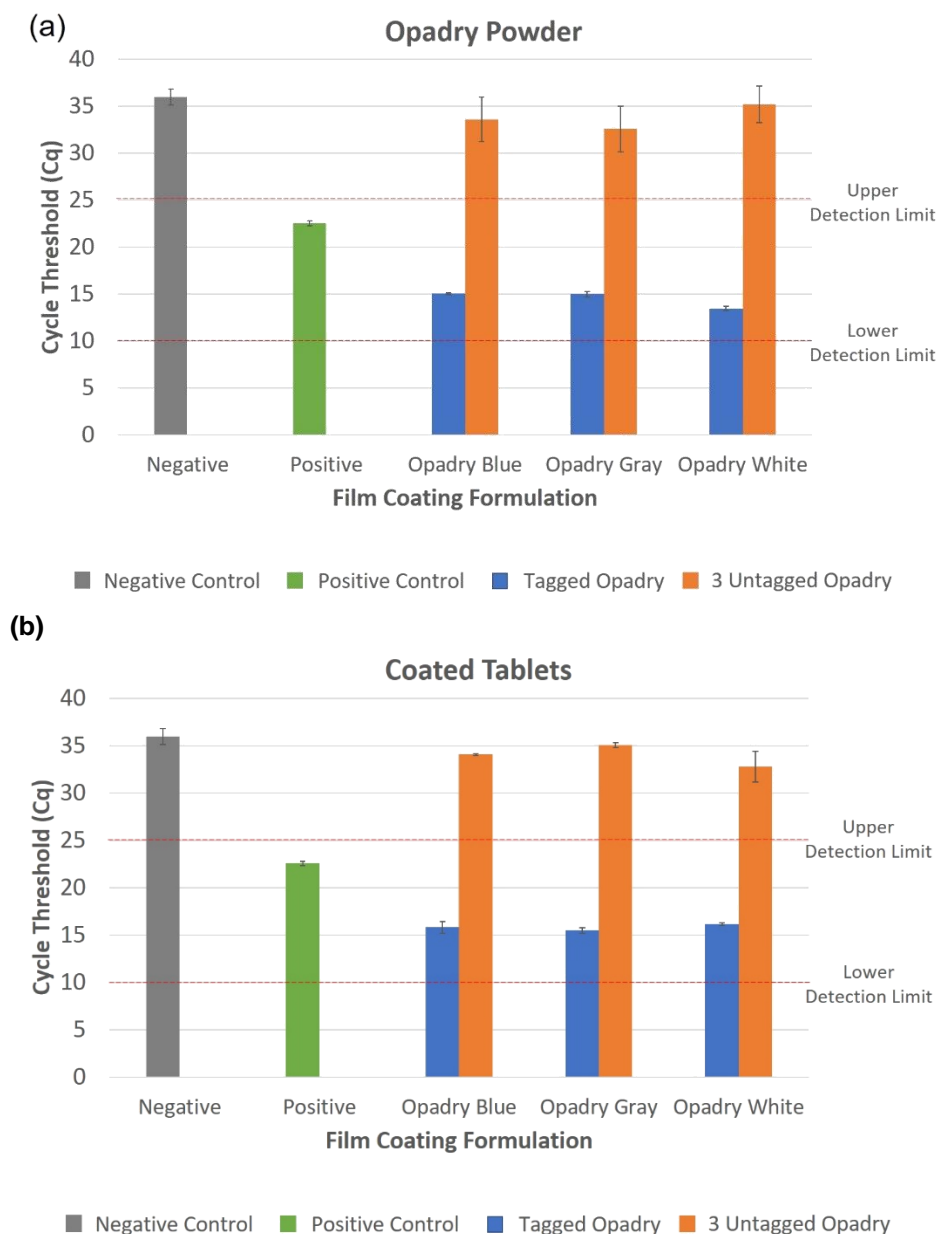 (a)
Opadry Powder
Cycle Threshold (Cq)
40
35
30
25
20
15
10
5
0
Upper
Detection Limit
Lower
Detection Limit
Negative
Positive
Opadry Blue
Opadry Gray
Opadry White
Film Coating Formulation
Negative Control
Positive Control
Tagged Opadry
3 Untagged Opadry
(b)
Coated Tablets
Cycle Threshold (Cq)
40
35
30
25
20
15
10
5
0
Upper
Detection Limit
Lower
Detection Limit
Negative
Positive
Opadry Blue
Opadry Gray
Opadry White
Film Coating Formulation
Negative Control
Positive Control
Tagged Opadry
3 Untagged Opadry